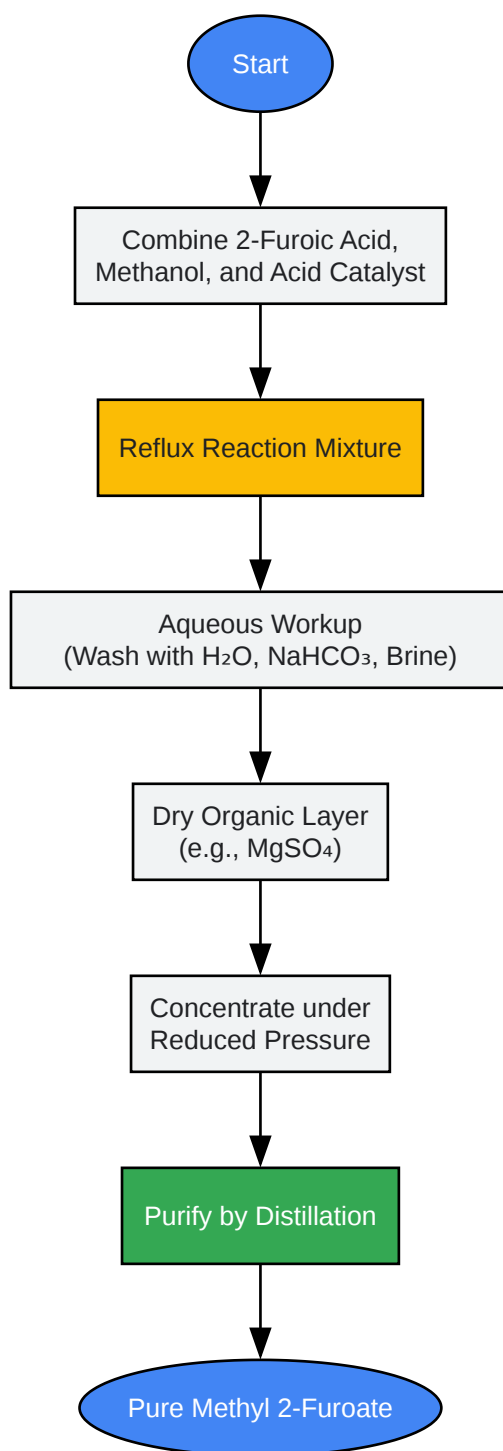 Start
Combine 2-Furoic Acid,
Methanol, and Acid Catalyst
Reflux Reaction Mixture
Aqueous Workup
(Wash with H₂O, NaHCO₃, Brine)
Dry Organic Layer
(e.g., MgSO₄)
Concentrate under
Reduced Pressure
Purify by Distillation
Pure Methyl 2-Furoate